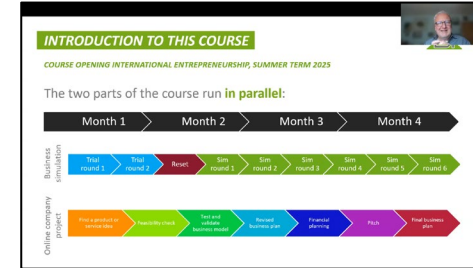 INTRODUCTION TO THIS COURSE
COURSE OPENING INTERNATIONAL ENTREPRENEURSHIP, SUMMER TERM 2025
The two parts of the course run in parallel:
Month 1
Month 2
Month 3
Month 4
Business
simulation
Trial
round 1
Trial
round 2
Reset
Sim
round 1
Sim
round 2
Sim
round 3
Sim
round 4
Sim
round 5
Sim
round 6
Online company
project
Find a product or
service idea
Feasibility check
Test and
validate
business model
Revised
business plan
Financial
planning
Pitch
Final business
plan